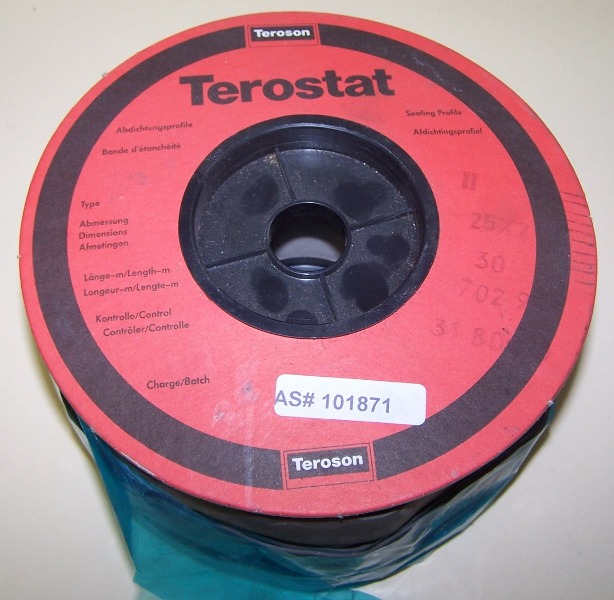 Teroson
Terostat
Abdichtungsprofile
Sealing Profile
Bande d'étanchéité
Afdichtingsprofiel
Type
II
Abmessung
Dimensions
Afmetingen
Länge-m/Length-m
30
Longeur-m/Lengte-m
702
Kontrolle/Control
Contrôler/Controlle
Charge/Batch
AS# 101871
Teroson